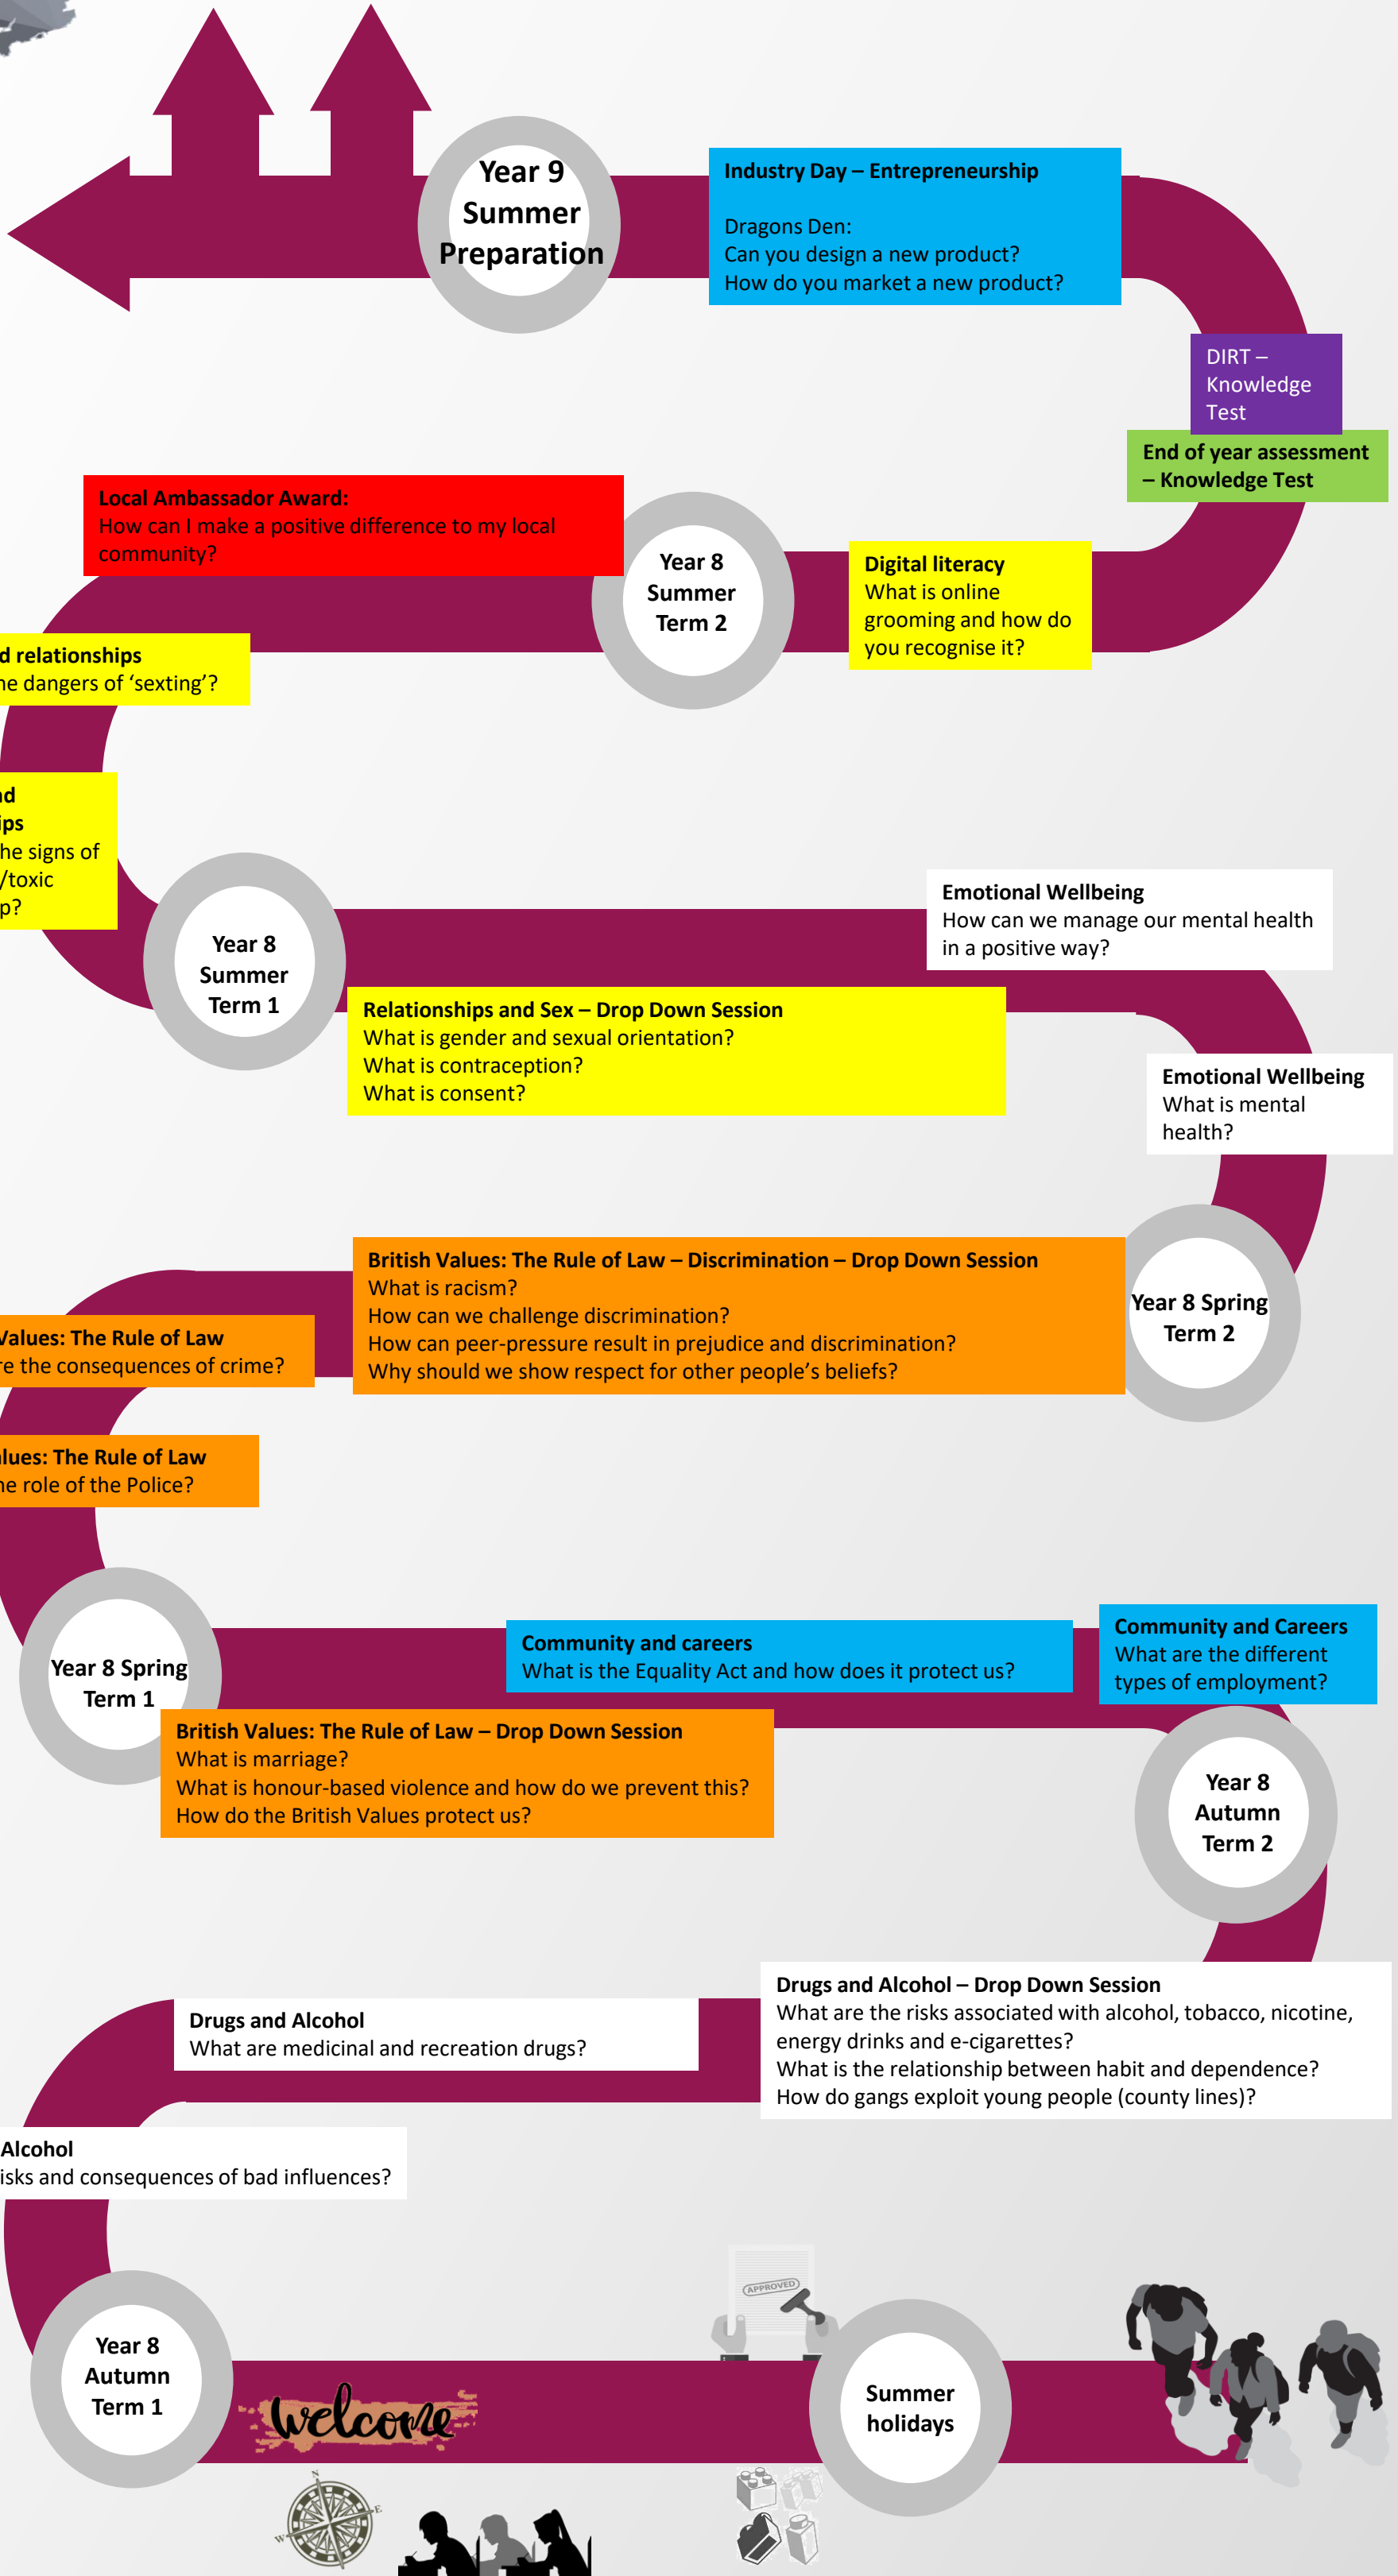 Year 9
Summer
Preparation
Industry Day – Entrepreneurship
Dragons Den:
Can you design a new product?
How do you market a new product?
DIRT –
Knowledge
Test
End of year assessment
– Knowledge Test
Local Ambassador Award:
How can I make a positive difference to my local
community?
Year 8
Summer
Term 2
Digital literacy
What is online
grooming and how do
you recognise it?
d relationships
he dangers of ‘sexting’?
nd
ips
he signs of
/toxic
p?
Year 8
Summer
Term 1
Emotional Wellbeing
How can we manage our mental health
in a positive way?
Relationships and Sex – Drop Down Session
What is gender and sexual orientation?
What is contraception?
What is consent?
Emotional Wellbeing
What is mental
health?
British Values: The Rule of Law – Discrimination – Drop Down Session
What is racism?
How can we challenge discrimination?
How can peer-pressure result in prejudice and discrimination?
Why should we show respect for other people’s beliefs?
Year 8 Spring
Term 2
Values: The Rule of Law
re the consequences of crime?
alues: The Rule of Law
he role of the Police?
Year 8 Spring
Term 1
Community and careers
What is the Equality Act and how does it protect us?
Community and Careers
What are the different
types of employment?
British Values: The Rule of Law – Drop Down Session
What is marriage?
What is honour-based violence and how do we prevent this?
How do the British Values protect us?
Year 8
Autumn
Term 2
Drugs and Alcohol
What are medicinal and recreation drugs?
Drugs and Alcohol – Drop Down Session
What are the risks associated with alcohol, tobacco, nicotine,
energy drinks and e-cigarettes?
What is the relationship between habit and dependence?
How do gangs exploit young people (county lines)?
Alcohol
isks and consequences of bad influences?
Year 8
Autumn
Term 1
welcome
APPROVED
Summer
holidays
N
E
W